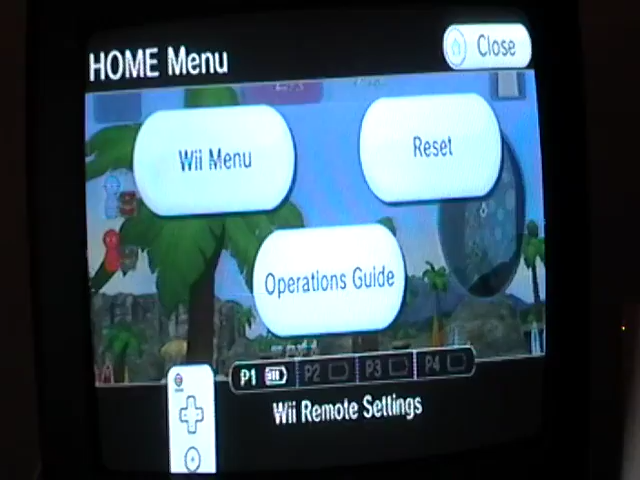 HOME Menu
Close
Wii Menu
Reset
Operations Guide
P1 P2 P3 P4
Wii Remote Settings